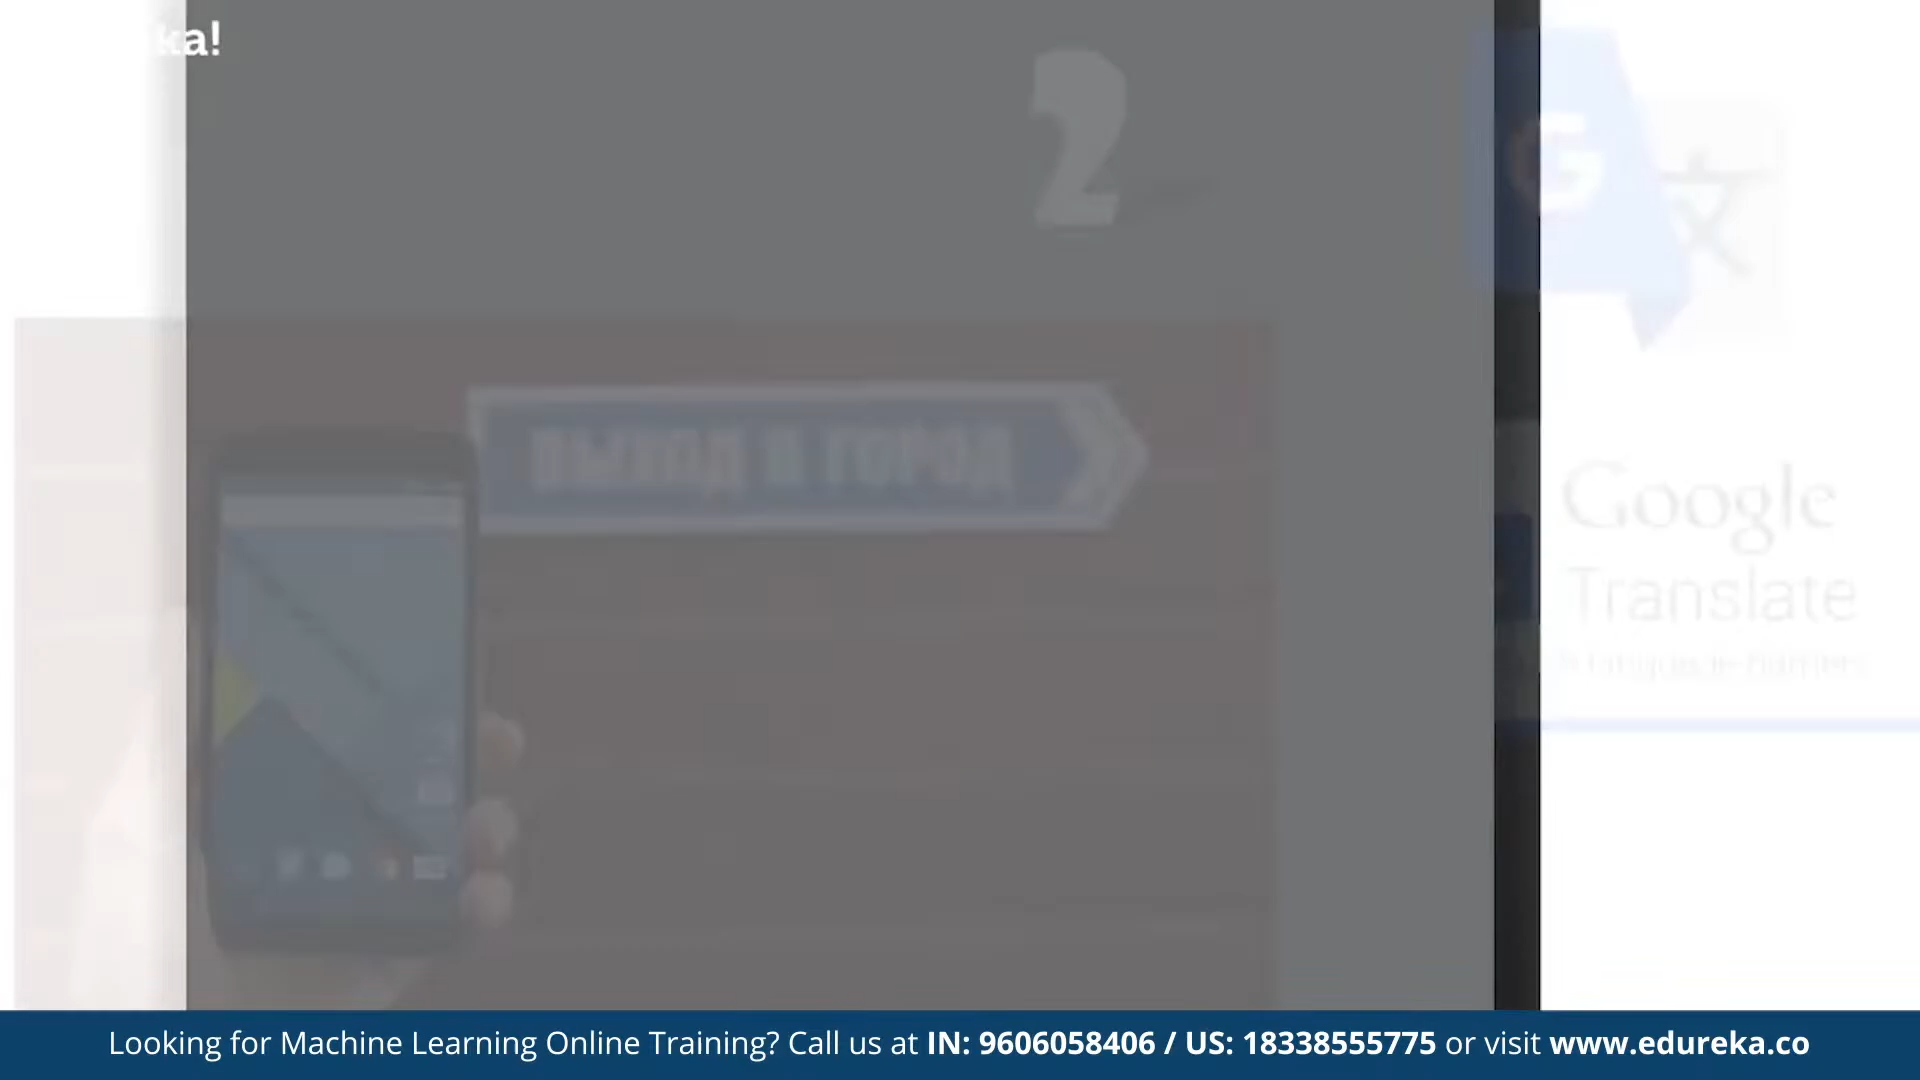 ka!
2
G
文
ВЫХОД В ГОРОД
Google
Translate
Looking for Machine Learning Online Training? Call us at IN: 9606058406 / US: 18338555775 or visit www.edureka.co